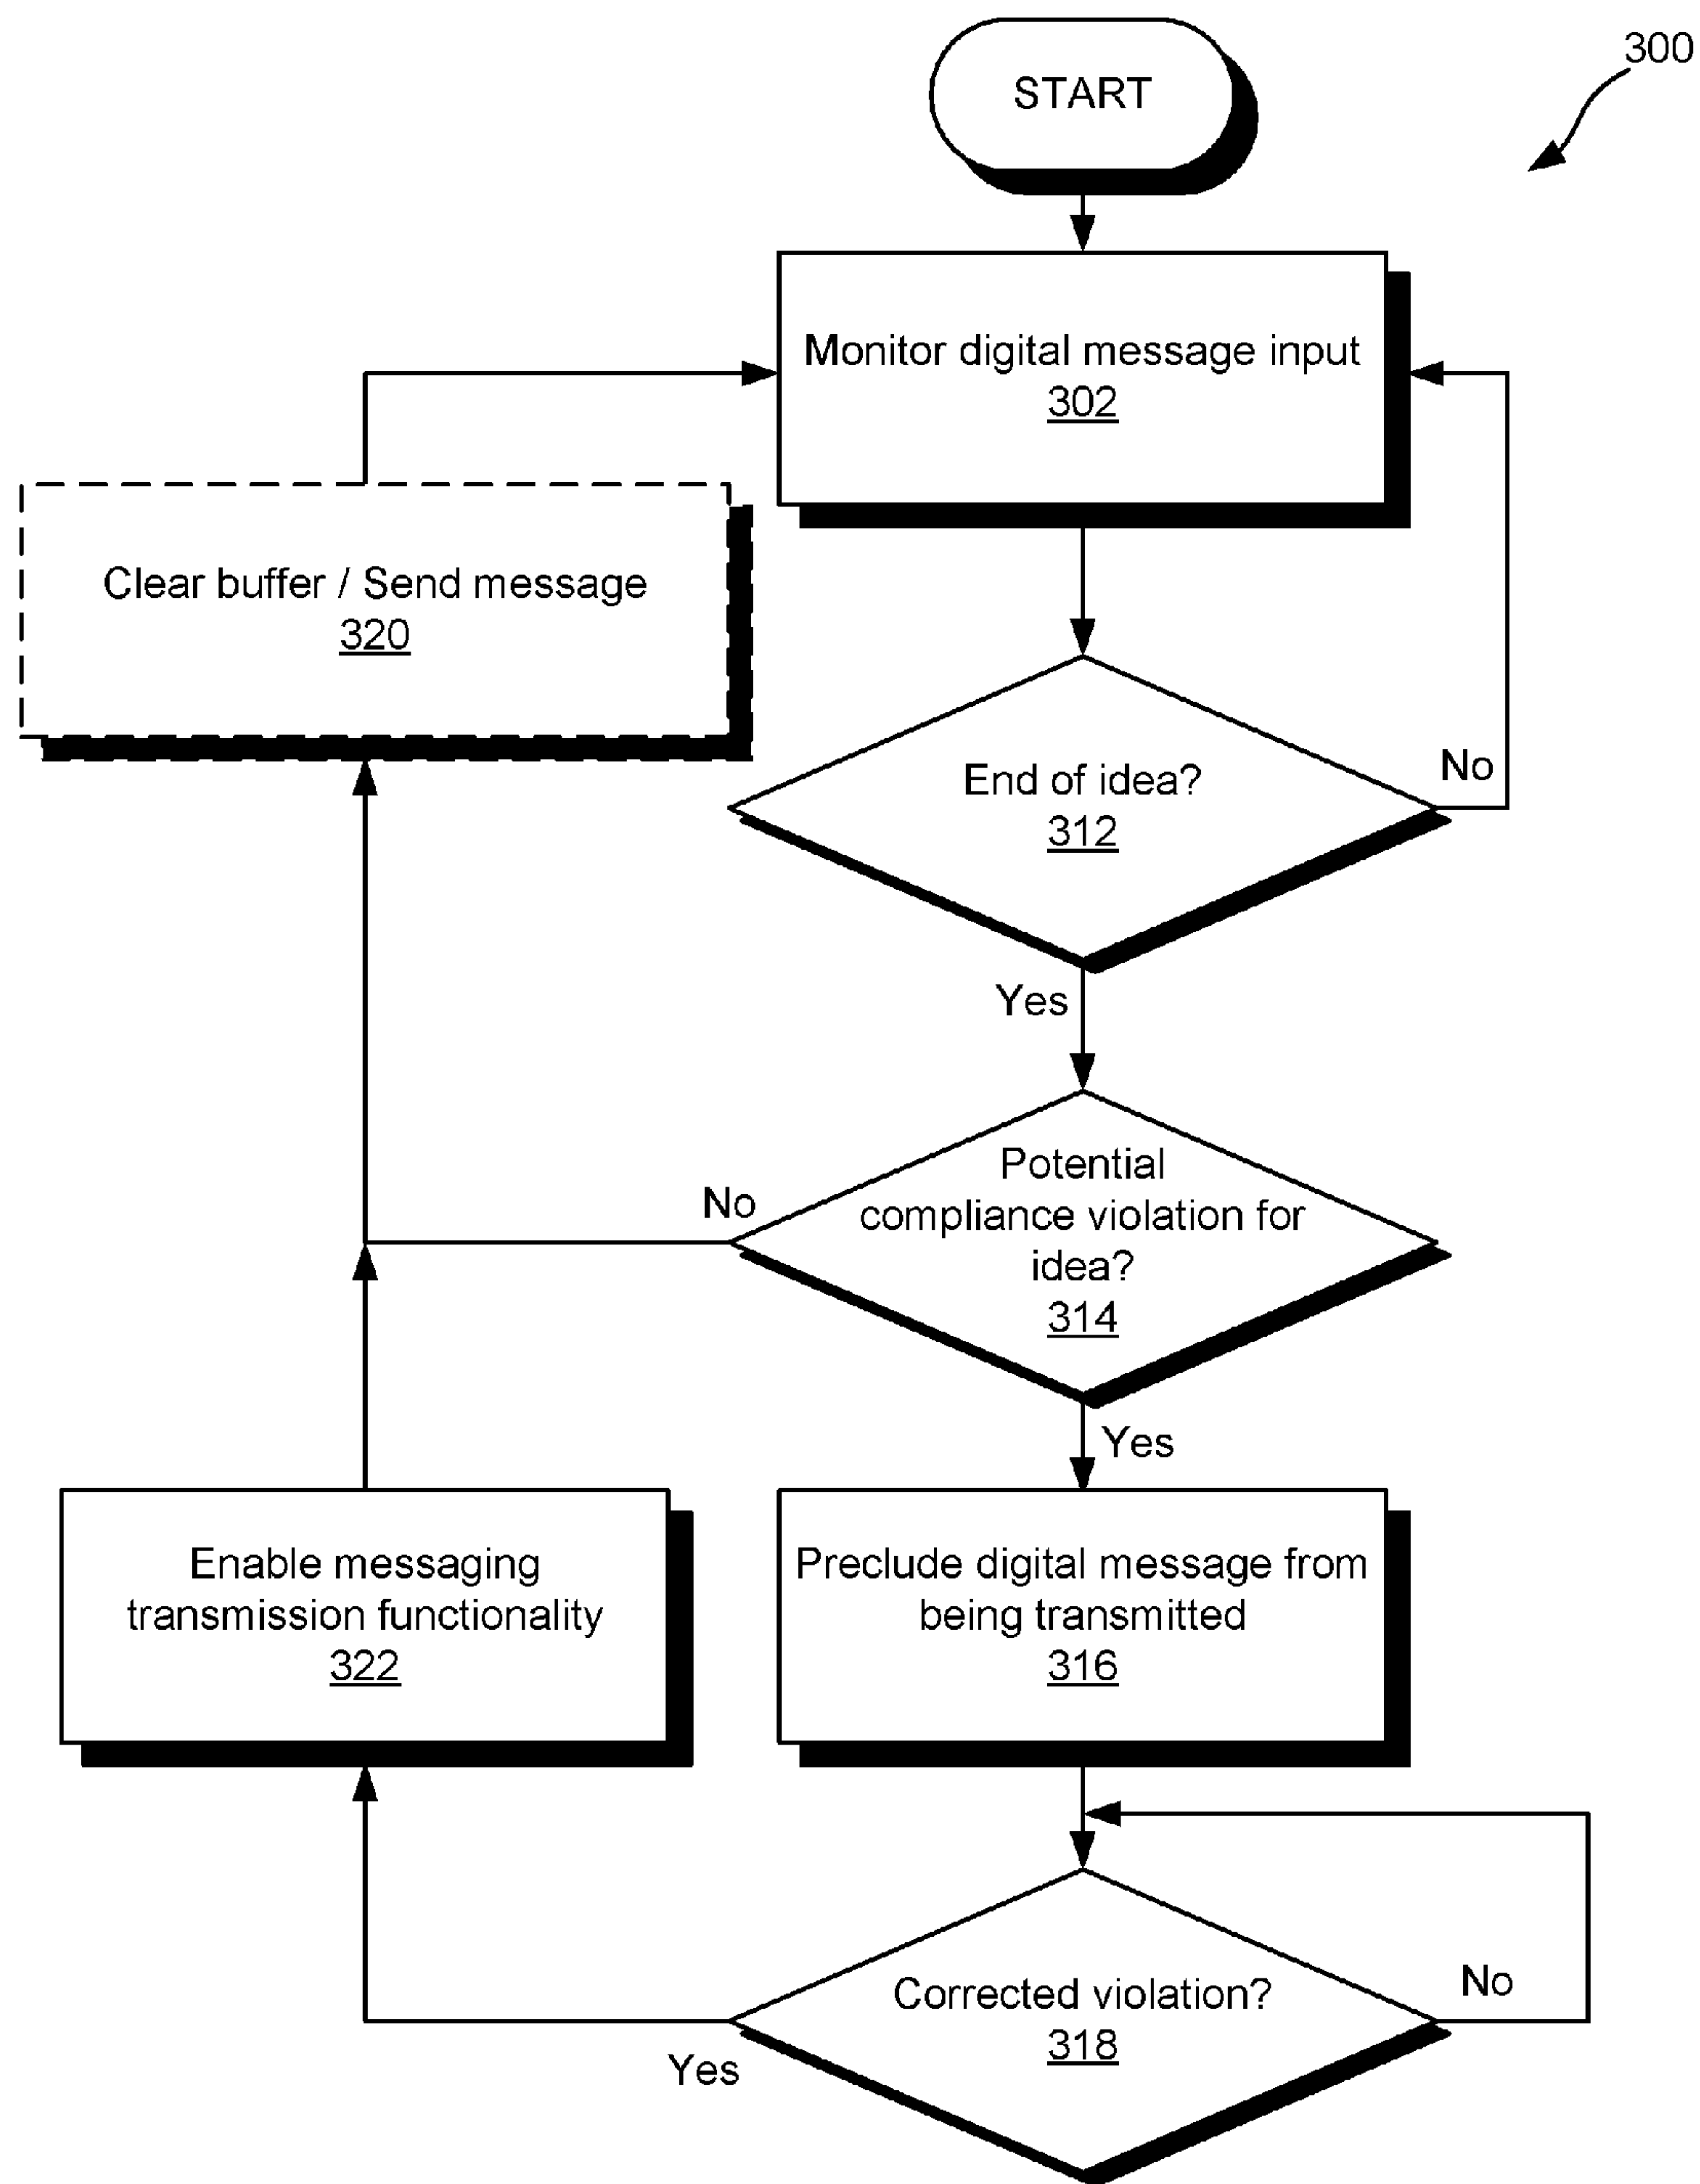 300
START
Monitor digital message input
302
Clear buffer / Send message
320
End of idea?
312
No
Yes
Potential
compliance violation for
idea?
314
No
Yes
Enable messaging
transmission functionality
322
Preclude digital message from
being transmitted
316
Corrected violation?
318
No
Yes